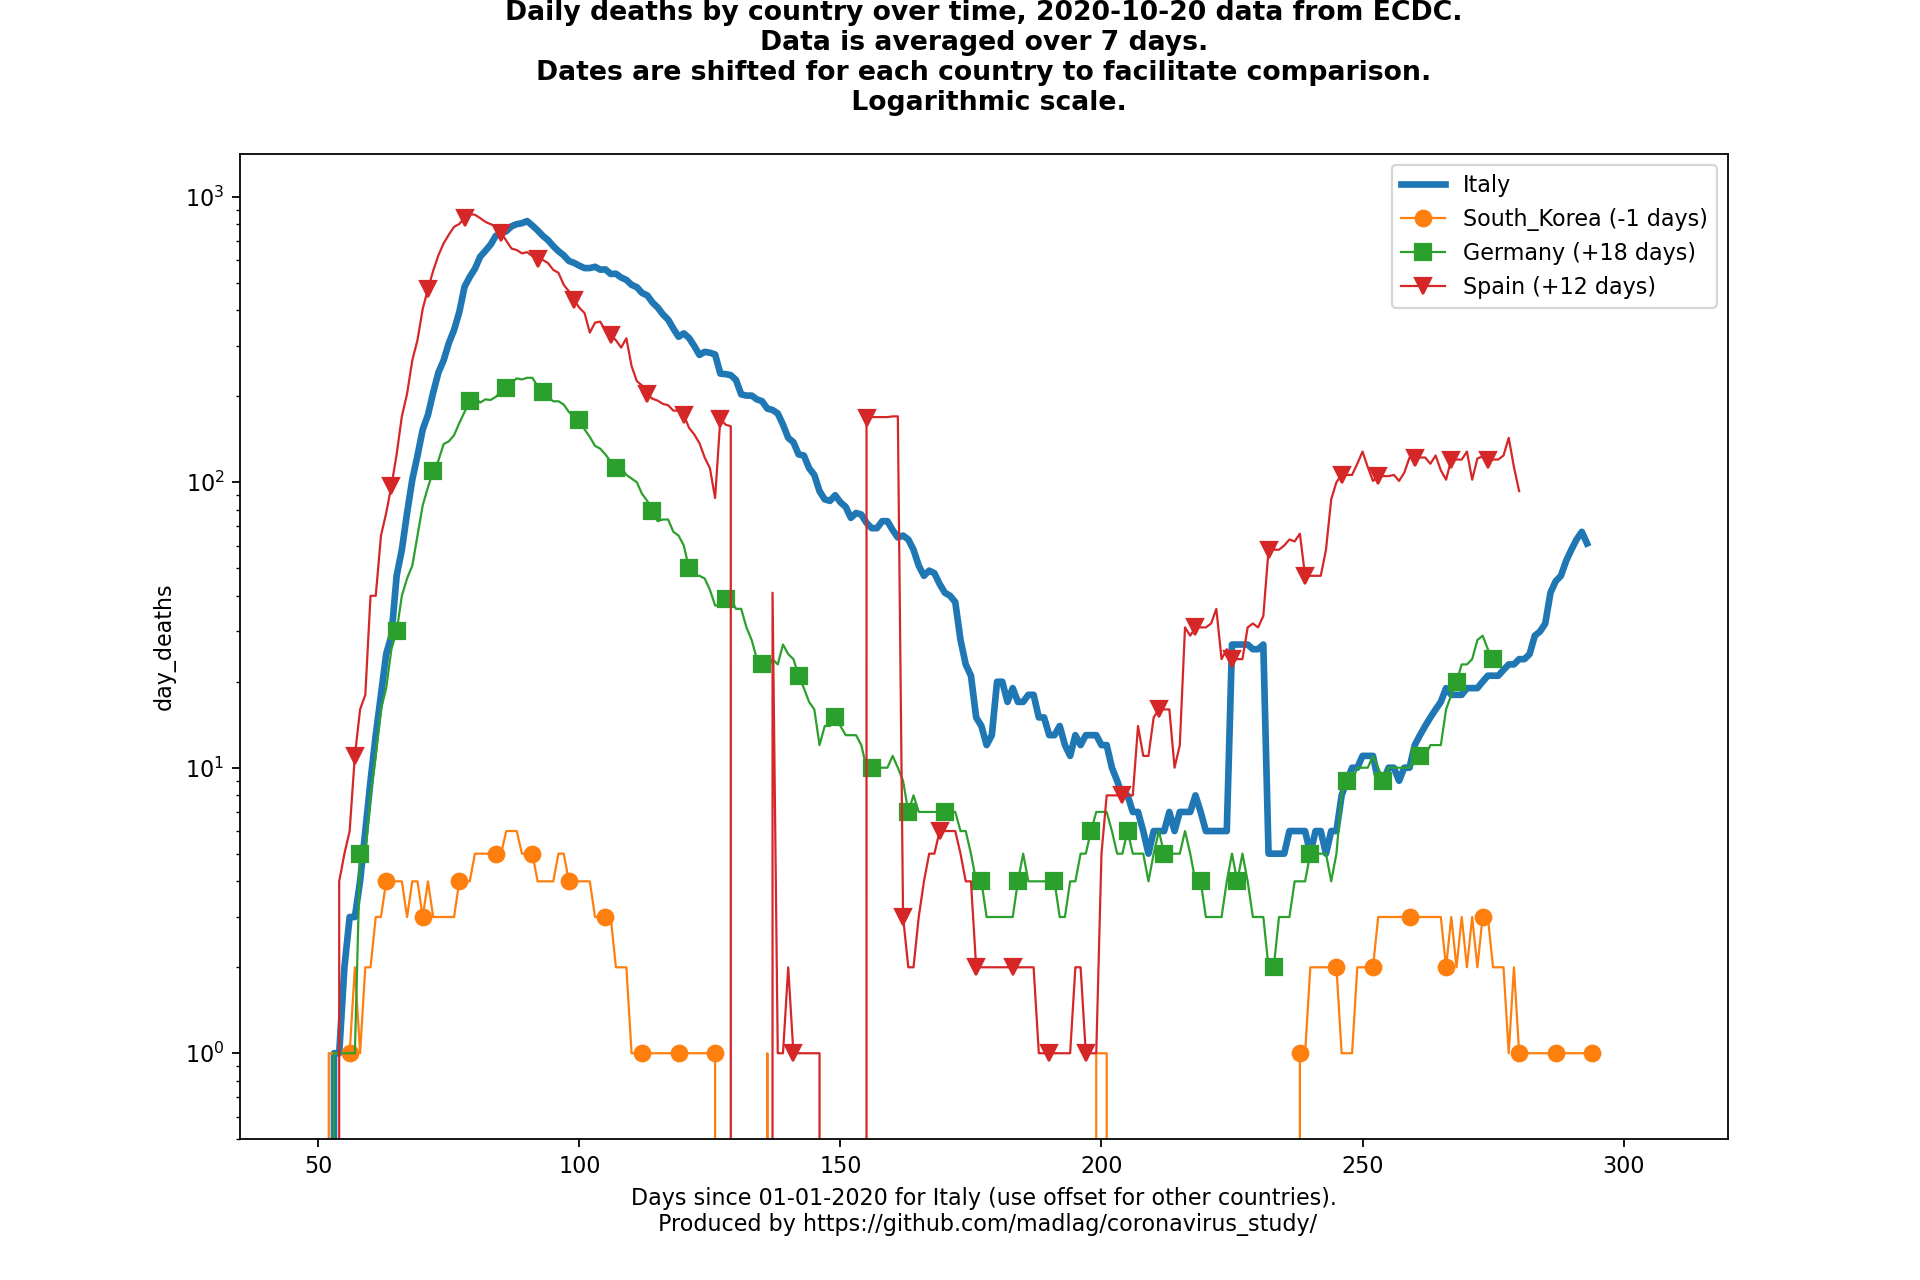 Daily deaths by country over time, 2020-10-20 data from ECDC.
Data is averaged over 7 days.
Dates are shifted for each country to facilitate comparison.
Logarithmic scale.
Italy
South_Korea (-1 days)
Germany (+18 days)
Spain (+12 days)
10³
10²
10¹
10⁰
day_deaths
50 100 150 200 250 300
Days since 01-01-2020 for Italy (use offset for other countries).
Produced by https://github.com/madlag/coronavirus_study/